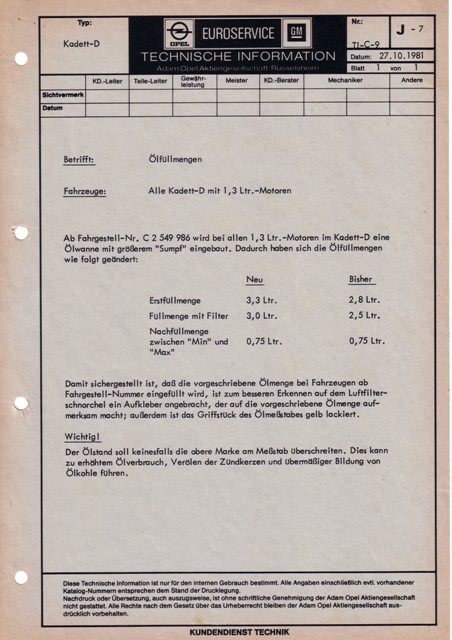 Typ:
Kadett-D
OPEL
EUROSERVICE
GM
TECHNISCHE INFORMATION
Adam Opel Aktiengesellschaft Rüsselsheim
Nr.:
J - 7
TI-C-9
Datum: 27.10.1981
Blatt 1 von 1
KD.-Leiter Teile-Leiter Gewähr-leistung Meister KD.-Berater Mechaniker Andere
Sichtvermerk
Datum
Betrifft: Ölfüllmengen
Fahrzeuge: Alle Kadett-D mit 1,3 Ltr.-Motoren
Ab Fahrgestell-Nr. C 2 549 986 wird bei allen 1,3 Ltr.-Motoren im Kadett-D eine
Ölwanne mit größerem "Sumpf" eingebaut. Dadurch haben sich die Ölfüllmengen
wie folgt geändert:
Neu Bisher
Erstfüllmenge 3,3 Ltr. 2,8 Ltr.
Füllmenge mit Filter 3,0 Ltr. 2,5 Ltr.
Nachfüllmenge
zwischen "Min" und 0,75 Ltr. 0,75 Ltr.
"Max"
Damit sichergestellt ist, daß die vorgeschriebene Ölmenge bei Fahrzeugen ab
Fahrgestell-Nummer eingefüllt wird, ist zum besseren Erkennen auf dem Luftfilter-
schnorchel ein Aufkleber angebracht, der auf die vorgeschriebene Ölmenge auf-
merksam macht; außerdem ist das Griffstück des Ölmeßstabes gelb lackiert.
Wichtig!
Der Ölstand soll keinesfalls die obere Marke am Meßstab überschreiten. Dies kann
zu erhöhtem Ölverbrauch, Verölen der Zündkerzen und übermäßiger Bildung von
Ölkohle führen.
Diese Technische Information ist nur für den internen Gebrauch bestimmt. Alle Angaben einschließlich evtl. vorhandener
Katalog-Nummern entsprechen dem Stand der Drucklegung.
Nachdruck oder Übersetzung, auch auszugsweise, ist ohne schriftliche Genehmigung der Adam Opel Aktiengesellschaft
nicht gestattet. Alle Rechte nach dem Gesetz über das Urheberrecht bleiben der Adam Opel Aktiengesellschaft aus-
drücklich vorbehalten.
KUNDENDIENST TECHNIK